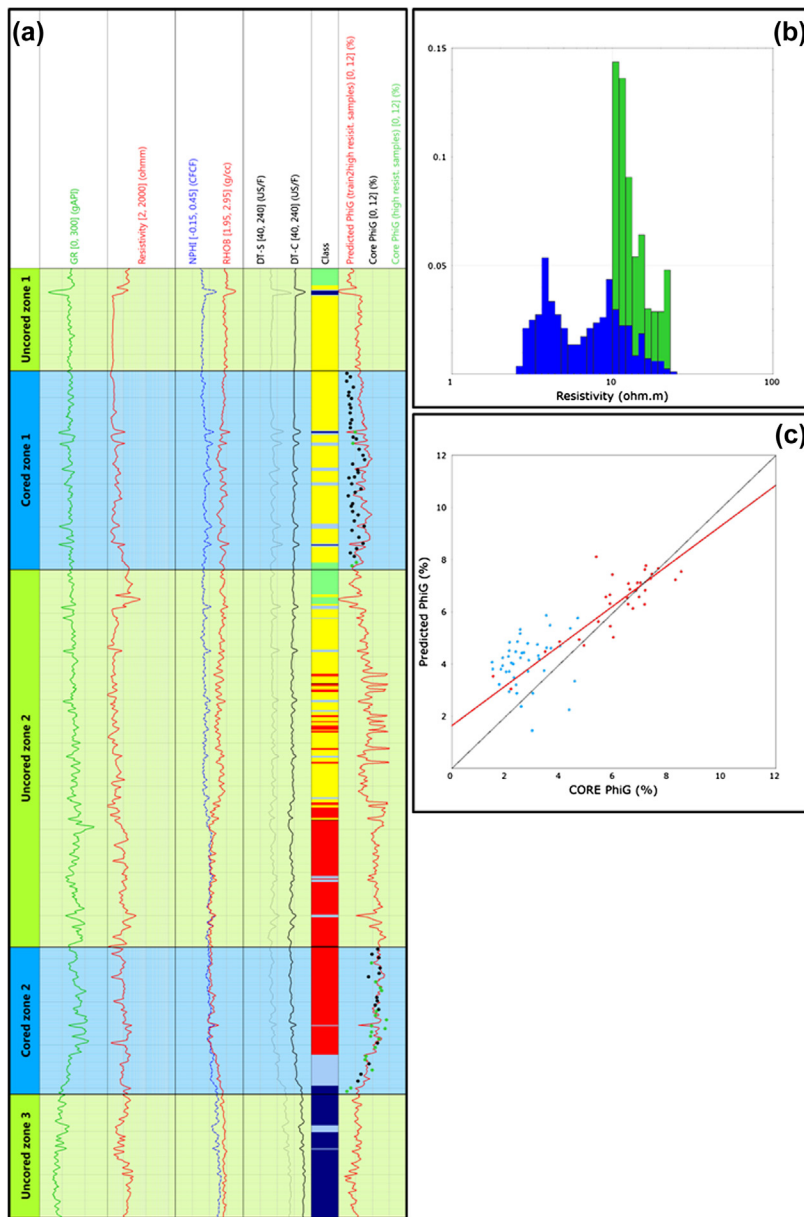 (a)
GR [0, 300] (gAPI)
Resistivity [2, 2000] (ohmm)
NPHI [-0.15, 0.45] (CFCF)
RHOB [1.95, 2.95] (g/cc)
DT-S [40, 240] (US/F)
DT-C [40, 240] (US/F)
Class
Predicted PhiG (train2high resisit. samples) [0, 12] (%)
Core PhiG [0, 12] (%)
Core PhiG (high resist. samples) [0, 12] (%)
Uncored zone 1
Cored zone 1
Uncored zone 2
Cored zone 2
Uncored zone 3
(b)
0.15
0.1
0.05
1
10
100
Resistivity (ohm.m)
(c)
12
10
8
6
4
2
0
2
4
6
8
10
12
Predicted PhiG (%)
CORE PhiG (%)